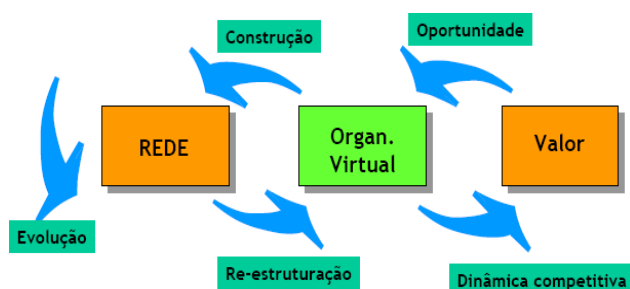 Construção
Oportunidade
REDE
Organ.
Virtual
Valor
Evolução
Re-estruturação
Dinâmica competitiva